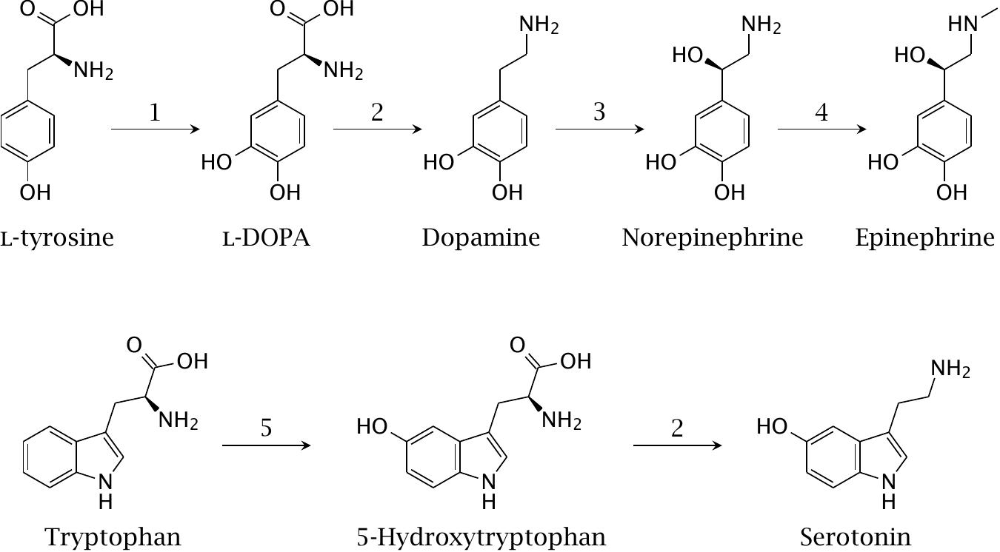 O OH O OH NH₂ HN
HO HO
NH₂ NH₂
1 2 3 4
HO HO HO HO
OH OH OH OH OH
L-tyrosine L-DOPA Dopamine Norepinephrine Epinephrine
O OH O OH NH₂
NH₂ NH₂
HO HO
5 2
N N N
H H H
Tryptophan 5-Hydroxytryptophan Serotonin